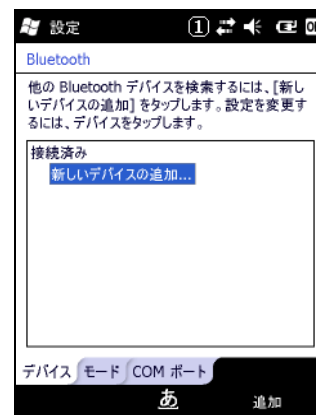 設定
1
Bluetooth
他の Bluetooth デバイスを検索するには、[新し
いデバイスの追加] をタップします。設定を変更す
るには、デバイスをタップします。
接続済み
新しいデバイスの追加...
デバイス モード COM ポート
あ 追加